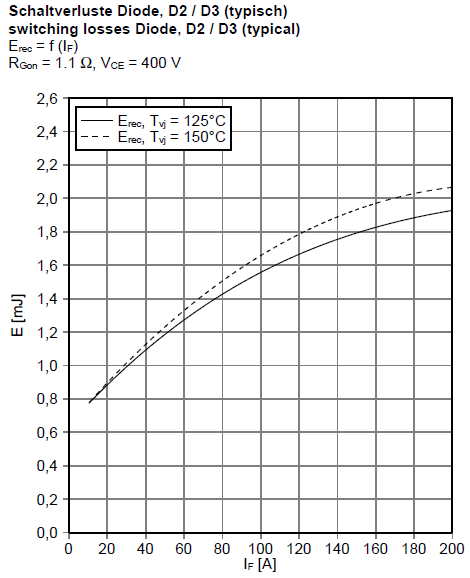 Schaltverluste Diode, D2 / D3 (typisch)
switching losses Diode, D2 / D3 (typical)
Erec = f (IF)
RGon = 1.1 Ω, VCE = 400 V
Erec, Tvj = 125°C
Erec, Tvj = 150°C
2,6
2,4
2,2
2,0
1,8
1,6
1,4
1,2
1,0
0,8
0,6
0,4
0,2
0,0
E [mJ]
0 20 40 60 80 100 120 140 160 180 200
IF [A]